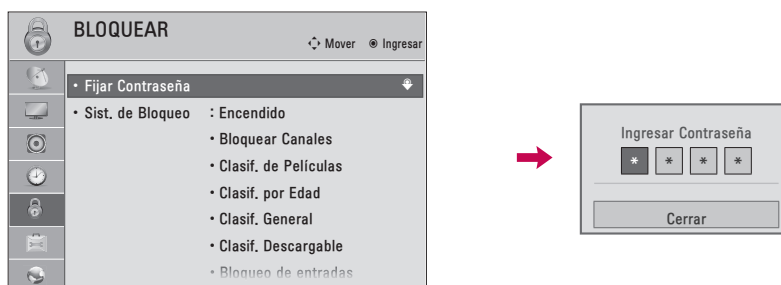 BLOQUEAR
Mover Ingresar
• Fijar Contraseña
• Sist. de Bloqueo : Encendido
• Bloquear Canales
• Clasif. de Películas
• Clasif. por Edad
• Clasif. General
• Clasif. Descargable
• Bloqueo de entradas
Ingresar Contraseña
* * * *
Cerrar